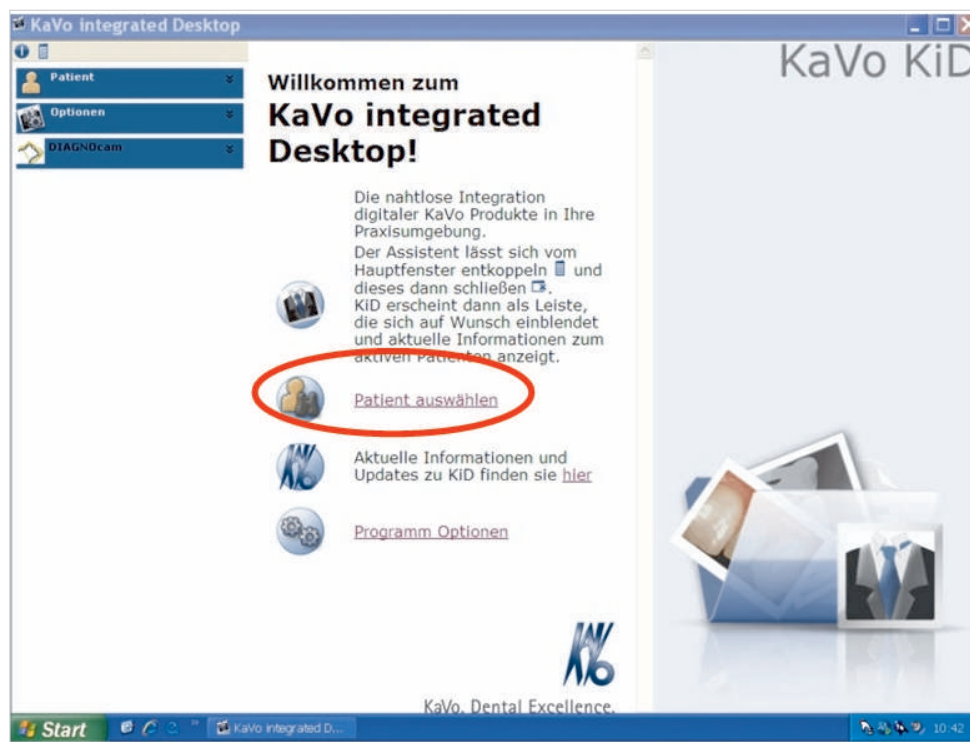 KaVo integrated Desktop
KaVo KiD
Patient
Optionen
DIAGNOcam
Willkommen zum
KaVo integrated
Desktop!
Die nahtlose Integration
digitaler KaVo Produkte in Ihre
Praxisumgebung.
Der Assistent lässt sich vom
Hauptfenster entkoppeln und
dieses dann schließen .
KiD erscheint dann als Leiste,
die sich auf Wunsch einblendet
und aktuelle Informationen zum
aktiven Patienten anzeigt.
Patient auswählen
Aktuelle Informationen und
Updates zu KiD finden sie hier
Programm Optionen
KaVo
KaVo. Dental Excellence.
Start
KaVo integrated D...
10:42